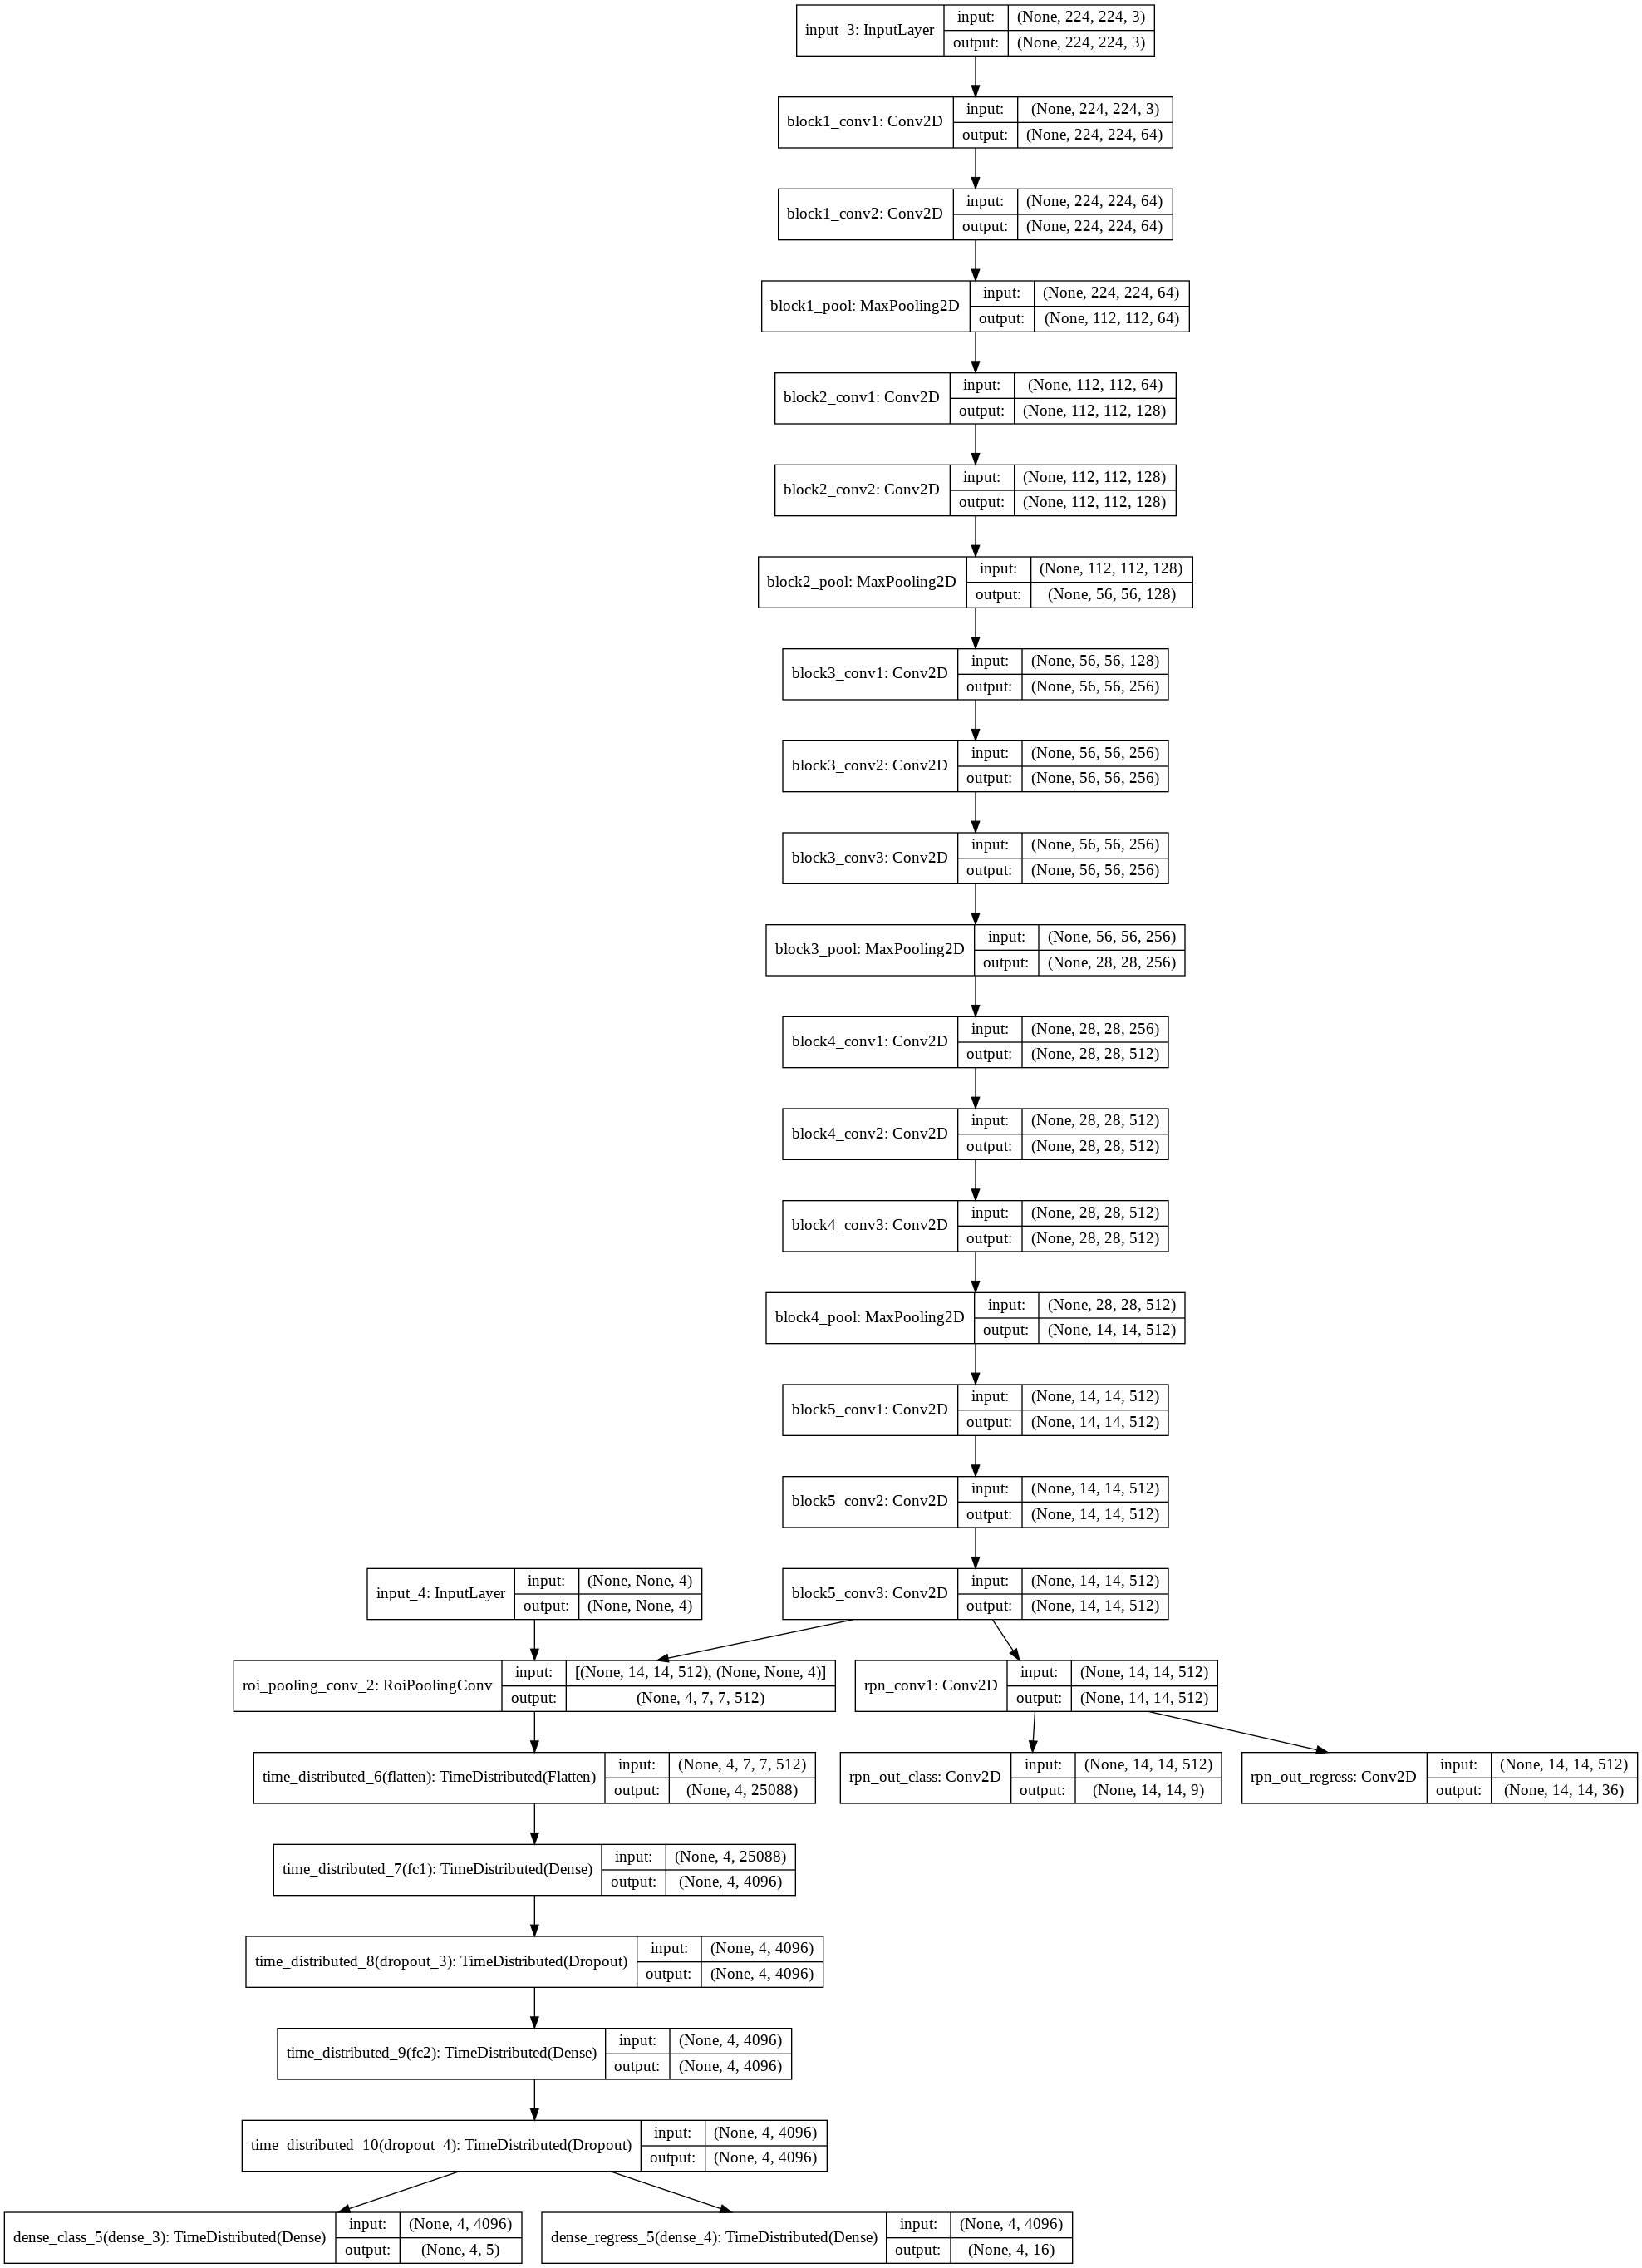 input_3: InputLayer
input: (None, 224, 224, 3)
output: (None, 224, 224, 3)
block1_conv1: Conv2D
input: (None, 224, 224, 3)
output: (None, 224, 224, 64)
block1_conv2: Conv2D
input: (None, 224, 224, 64)
output: (None, 224, 224, 64)
block1_pool: MaxPooling2D
input: (None, 224, 224, 64)
output: (None, 112, 112, 64)
block2_conv1: Conv2D
input: (None, 112, 112, 64)
output: (None, 112, 112, 128)
block2_conv2: Conv2D
input: (None, 112, 112, 128)
output: (None, 112, 112, 128)
block2_pool: MaxPooling2D
input: (None, 112, 112, 128)
output: (None, 56, 56, 128)
block3_conv1: Conv2D
input: (None, 56, 56, 128)
output: (None, 56, 56, 256)
block3_conv2: Conv2D
input: (None, 56, 56, 256)
output: (None, 56, 56, 256)
block3_conv3: Conv2D
input: (None, 56, 56, 256)
output: (None, 56, 56, 256)
block3_pool: MaxPooling2D
input: (None, 56, 56, 256)
output: (None, 28, 28, 256)
block4_conv1: Conv2D
input: (None, 28, 28, 256)
output: (None, 28, 28, 512)
block4_conv2: Conv2D
input: (None, 28, 28, 512)
output: (None, 28, 28, 512)
block4_conv3: Conv2D
input: (None, 28, 28, 512)
output: (None, 28, 28, 512)
block4_pool: MaxPooling2D
input: (None, 28, 28, 512)
output: (None, 14, 14, 512)
block5_conv1: Conv2D
input: (None, 14, 14, 512)
output: (None, 14, 14, 512)
block5_conv2: Conv2D
input: (None, 14, 14, 512)
output: (None, 14, 14, 512)
input_4: InputLayer
input: (None, None, 4)
output: (None, None, 4)
block5_conv3: Conv2D
input: (None, 14, 14, 512)
output: (None, 14, 14, 512)
roi_pooling_conv_2: RoiPoolingConv
input: [(None, 14, 14, 512), (None, None, 4)]
output: (None, 4, 7, 7, 512)
rpn_conv1: Conv2D
input: (None, 14, 14, 512)
output: (None, 14, 14, 512)
time_distributed_6(flatten): TimeDistributed(Flatten)
input: (None, 4, 7, 7, 512)
output: (None, 4, 25088)
rpn_out_class: Conv2D
input: (None, 14, 14, 512)
output: (None, 14, 14, 9)
rpn_out_regress: Conv2D
input: (None, 14, 14, 512)
output: (None, 14, 14, 36)
time_distributed_7(fc1): TimeDistributed(Dense)
input: (None, 4, 25088)
output: (None, 4, 4096)
time_distributed_8(dropout_3): TimeDistributed(Dropout)
input: (None, 4, 4096)
output: (None, 4, 4096)
time_distributed_9(fc2): TimeDistributed(Dense)
input: (None, 4, 4096)
output: (None, 4, 4096)
time_distributed_10(dropout_4): TimeDistributed(Dropout)
input: (None, 4, 4096)
output: (None, 4, 4096)
dense_class_5(dense_3): TimeDistributed(Dense)
input: (None, 4, 4096)
output: (None, 4, 5)
dense_regress_5(dense_4): TimeDistributed(Dense)
input: (None, 4, 4096)
output: (None, 4, 16)